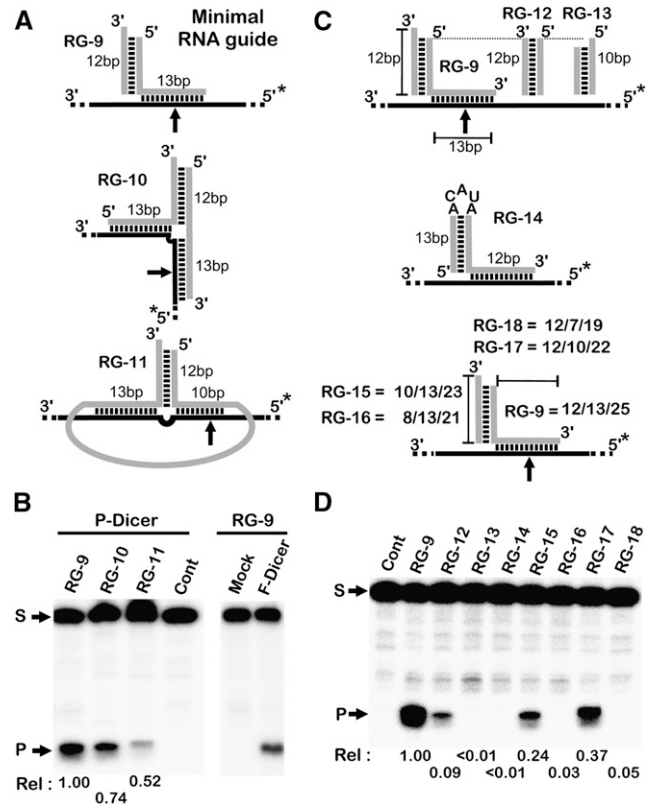 A
Minimal
RNA guide
3'
5'
RG-9
12bp
13bp
3'
5'*
3'
5'
RG-10
12bp
5'
13bp
3'
13bp
3'
*5'
3'
5'
RG-11
12bp
13bp
10bp
3'
5'*
C
3'
5'
RG-12
RG-13
3' 5'
5'
12bp
RG-9
12bp
3'
10bp
3'
5'*
13bp
A
C U
A A
RG-14
13bp
12bp
3' 5'
3'
5'*
RG-18 = 12/7/19
RG-17 = 12/10/22
3'
RG-15 = 10/13/23
5'
RG-16 = 8/13/21
RG-9 = 12/13/25
3'
3'
5'*
B
P-Dicer
RG-9
RG-9
RG-10
RG-11
Cont
Mock
F-Dicer
S
P
Rel : 1.00 0.52
0.74
D
Cont
RG-9
RG-12
RG-13
RG-14
RG-15
RG-16
RG-17
RG-18
S
P
Rel : 1.00 <0.01 0.24 0.37
0.09 <0.01 0.03 0.05